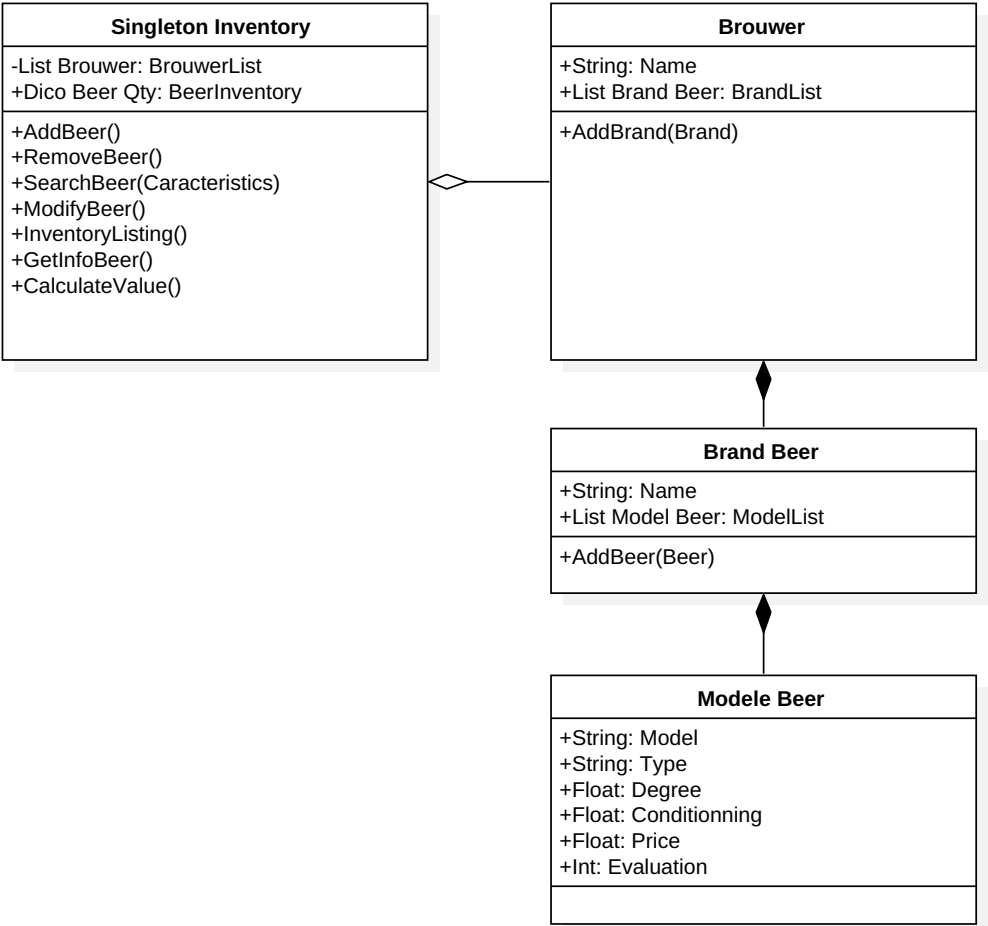 Singleton Inventory
-List Brouwer: BrouwerList
+Dico Beer Qty: BeerInventory
+AddBeer()
+RemoveBeer()
+SearchBeer(Caracteristics)
+ModifyBeer()
+InventoryListing()
+GetInfoBeer()
+CalculateValue()
Brouwer
+String: Name
+List Brand Beer: BrandList
+AddBrand(Brand)
Brand Beer
+String: Name
+List Model Beer: ModelList
+AddBeer(Beer)
Modele Beer
+String: Model
+String: Type
+Float: Degree
+Float: Conditionning
+Float: Price
+Int: Evaluation